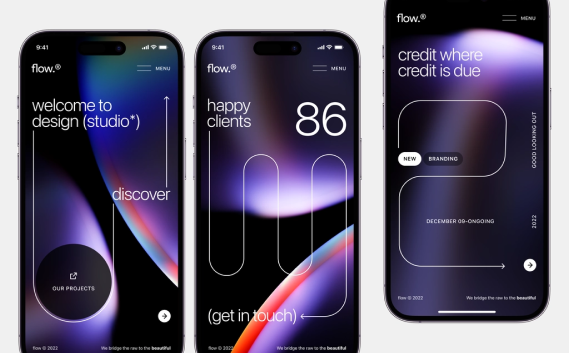 9:41
flow.®
MENU
welcome to
design (studio*)
discover
OUR PROJECTS
flow © 2022
We bridge the raw to the beautiful
9:41
flow.®
MENU
happy
clients
86
(get in touch)
flow © 2022
We bridge the raw to the beautiful
flow.®
MENU
credit where
credit is due
GOOD LOOKING OUT
NEW
BRANDING
DECEMBER 09-ONGOING
2022
flow © 2022
We bridge the raw to the beautiful